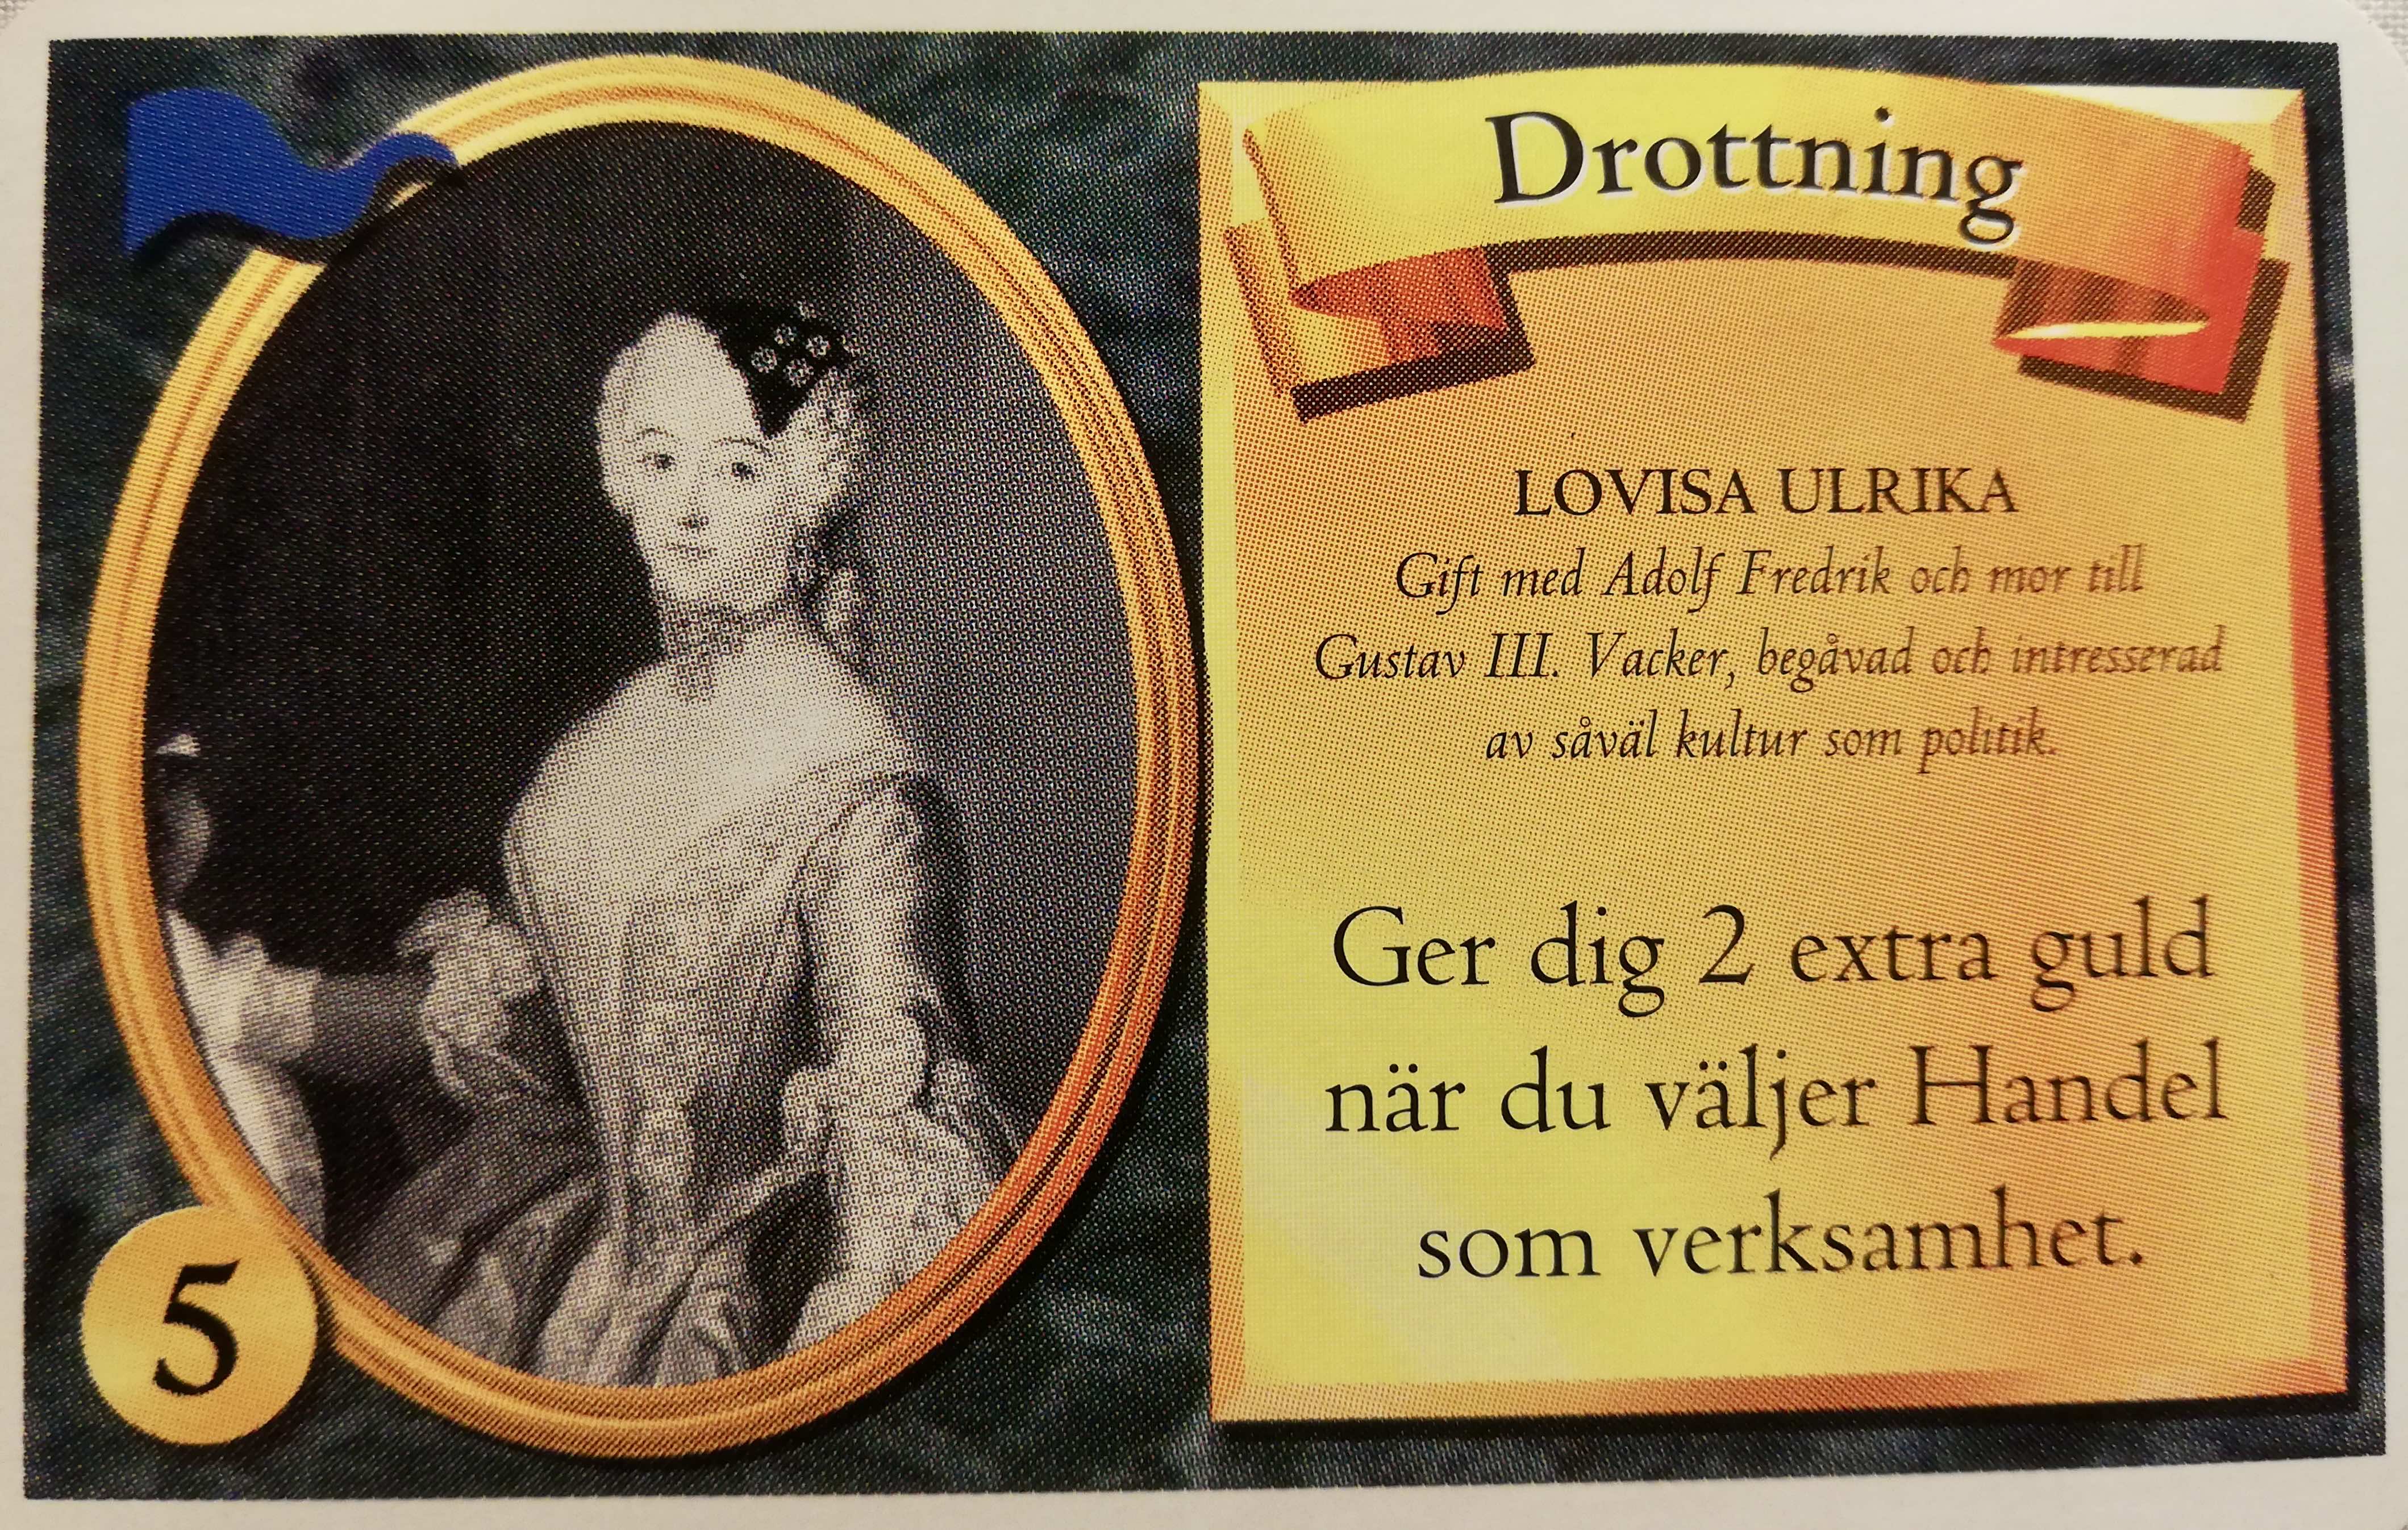 Drottning
LOVISA ULRIKA
Gift med Adolf Fredrik och mor till
Gustav III. Vacker, begåvad och intresserad
av såväl kultur som politik.
Ger dig 2 extra guld
när du väljer Handel
som verksamhet.
5